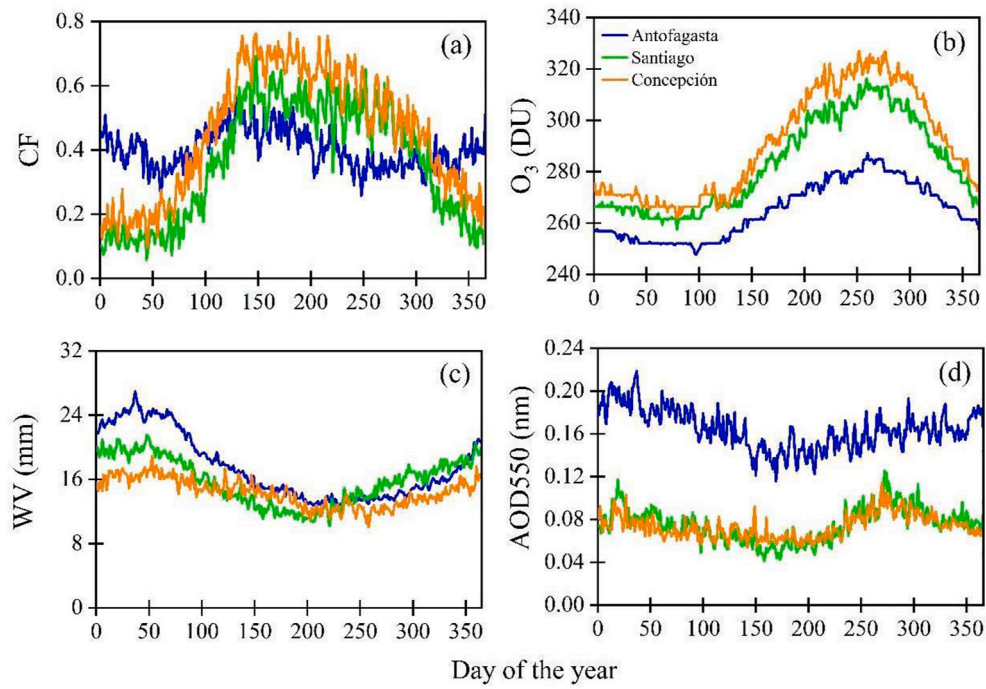 0.8
0.6
0.4
0.2
0.0
CF
(a)
0 50 100 150 200 250 300 350
340
320
300
280
260
240
O3 (DU)
Antofagasta
Santiago
Concepción
(b)
0 50 100 150 200 250 300 350
32
24
16
8
0
WV (mm)
(c)
0 50 100 150 200 250 300 350
0.24
0.20
0.16
0.12
0.08
0.04
0.00
AOD550 (nm)
(d)
0 50 100 150 200 250 300 350
Day of the year